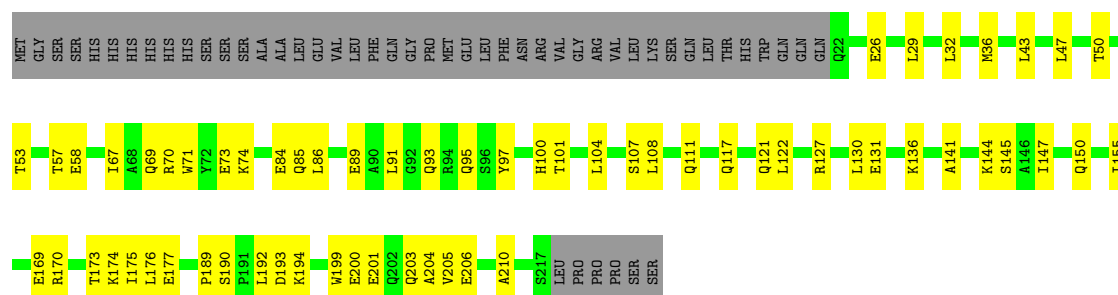 MET GLY SER SER HIS HIS HIS HIS HIS HIS SER SER SER ALA ALA LEU GLU VAL LEU PHE GLN GLY PRO MET GLU LEU PHE ASN ARG VAL GLY ARG VAL LEU LYS SER GLN LEU THR HIS TRP GLN GLN GLN Q22 E26 L29 L32 M36 L43 L47 T50
T53 T57 E58 I67 A68 Q69 R70 W71 Y72 E73 K74 E84 Q85 L86 E89 A90 L91 G92 Q93 R94 Q95 S96 Y97 H100 T101 L104 S107 L108 Q111 Q117 Q121 L122 R127 L130 E131 K136 A141 K144 S145 A146 I147 Q150 I155
E169 R170 T173 K174 I175 L176 E177 P189 S190 P191 L192 D193 K194 W199 E200 E201 Q202 Q203 A204 V205 E206 A210 S217 LEU PRO PRO PRO SER SER